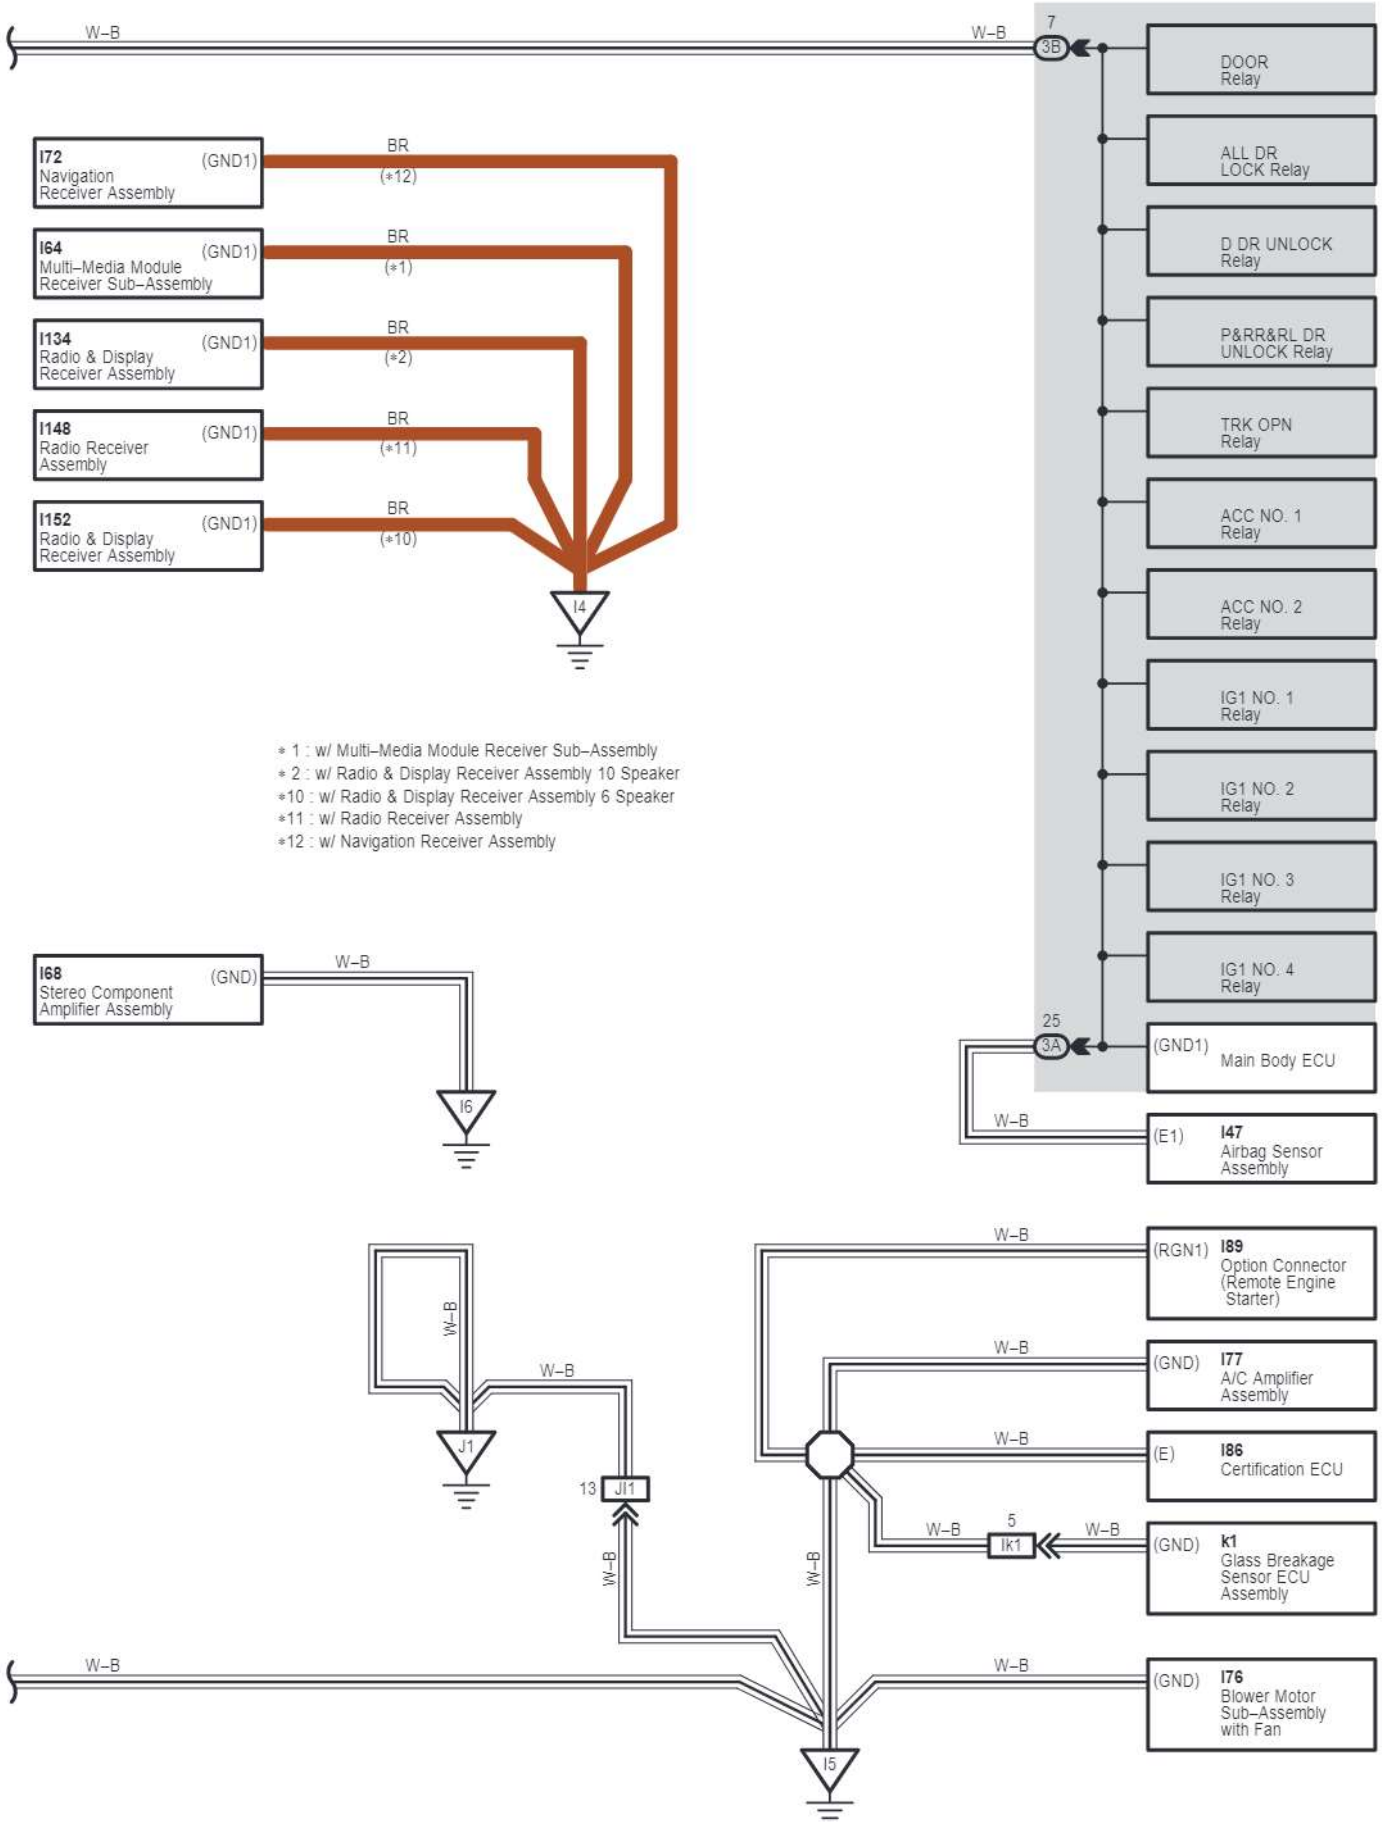 W–B
W–B
7
3B
DOOR
Relay
I72
Navigation
Receiver Assembly
(GND1)
BR
(*12)
ALL DR
LOCK Relay
I64
Multi–Media Module
Receiver Sub–Assembly
(GND1)
BR
(*1)
D DR UNLOCK
Relay
I134
Radio & Display
Receiver Assembly
(GND1)
BR
(*2)
P&RR&RL DR
UNLOCK Relay
I148
Radio Receiver
Assembly
(GND1)
BR
(*11)
TRK OPN
Relay
I152
Radio & Display
Receiver Assembly
(GND1)
BR
(*10)
ACC NO. 1
Relay
I4
ACC NO. 2
Relay
IG1 NO. 1
Relay
* 1 : w/ Multi–Media Module Receiver Sub–Assembly
* 2 : w/ Radio & Display Receiver Assembly 10 Speaker
*10 : w/ Radio & Display Receiver Assembly 6 Speaker
*11 : w/ Radio Receiver Assembly
*12 : w/ Navigation Receiver Assembly
IG1 NO. 2
Relay
IG1 NO. 3
Relay
IG1 NO. 4
Relay
I68
Stereo Component
Amplifier Assembly
(GND)
W–B
I6
25
3A
(GND1)
Main Body ECU
W–B
(E1)
I47
Airbag Sensor
Assembly
W–B
(RGN1)
I89
Option Connector
(Remote Engine
Starter)
W–B
W–B
J1
W–B
(GND)
I77
A/C Amplifier
Assembly
W–B
(E)
I86
Certification ECU
13
JI1
W–B
W–B
W–B
5
Ik1
W–B
(GND)
k1
Glass Breakage
Sensor ECU
Assembly
W–B
W–B
(GND)
I76
Blower Motor
Sub–Assembly
with Fan
I5